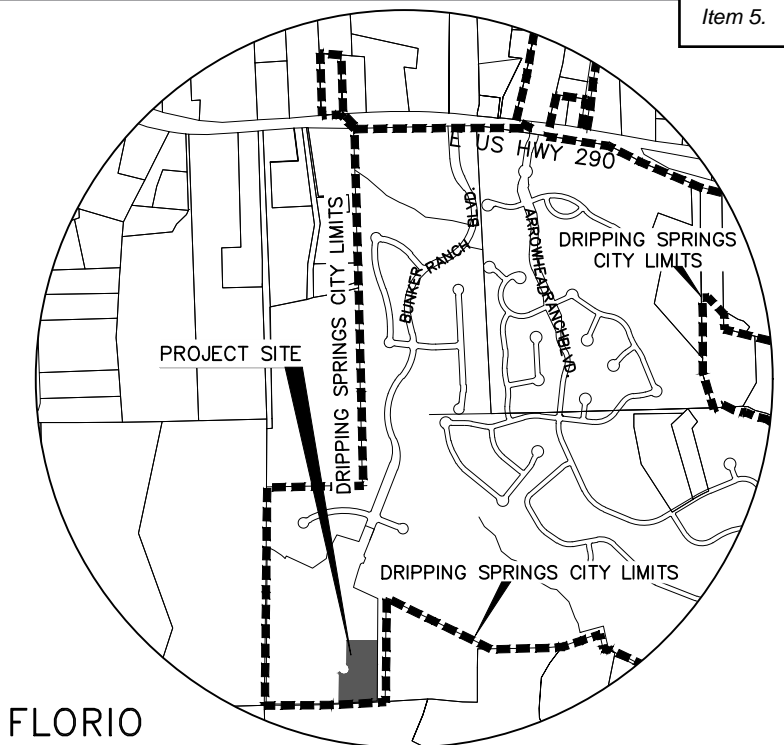 Item 5.
E US HWY 290
BUNKER RANCH BLVD.
ARROWHEAD RANCH BLVD.
DRIPPING SPRINGS
CITY LIMITS
DRIPPING SPRINGS CITY LIMITS
PROJECT SITE
DRIPPING SPRINGS CITY LIMITS
FLORIO